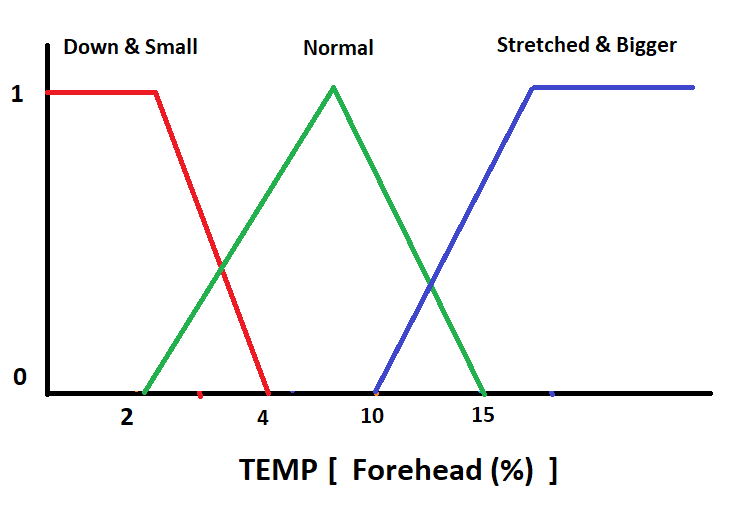 Down & Small Normal Stretched & Bigger
1
0
2 4 10 15
TEMP [ Forehead (%) ]